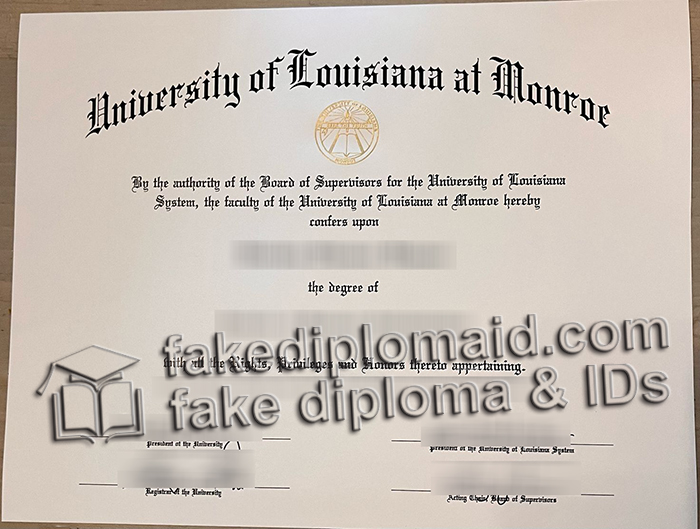 University of Louisiana at Monroe
By the authority of the Board of Supervisors for the University of Louisiana
System, the faculty of the University of Louisiana at Monroe hereby
confers upon
the degree of
fakediplomaid.com
with all the Rights, Privileges and Honors thereto appertaining.
fake diploma & IDs
President of the University
President of the University of Louisiana System
Registrar of the University
Acting Chair, Board of Supervisors